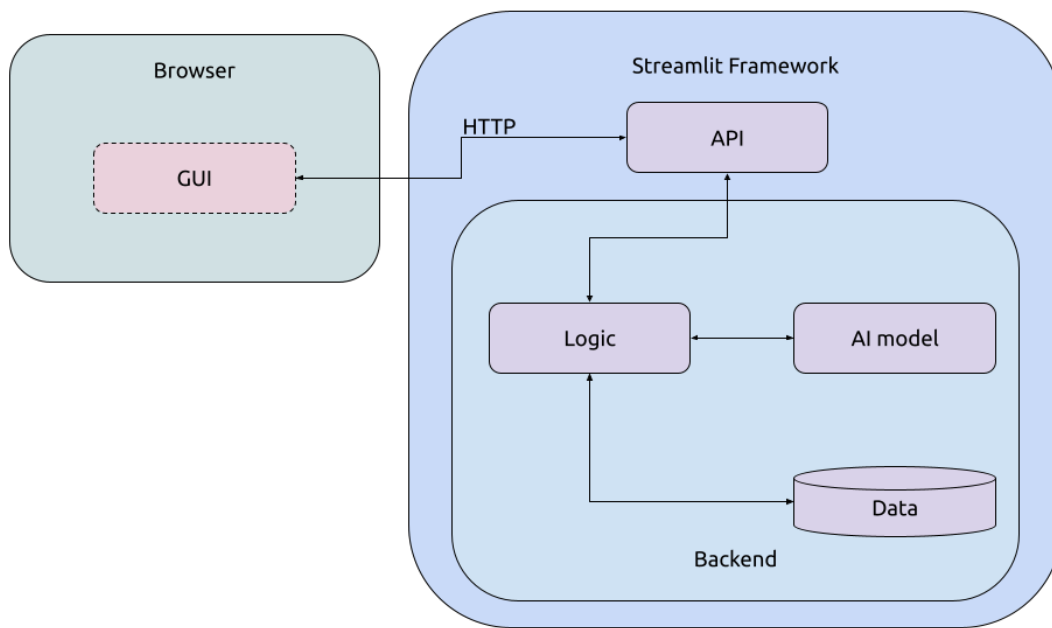 Browser
Streamlit Framework
HTTP
API
GUI
Logic
AI model
Data
Backend